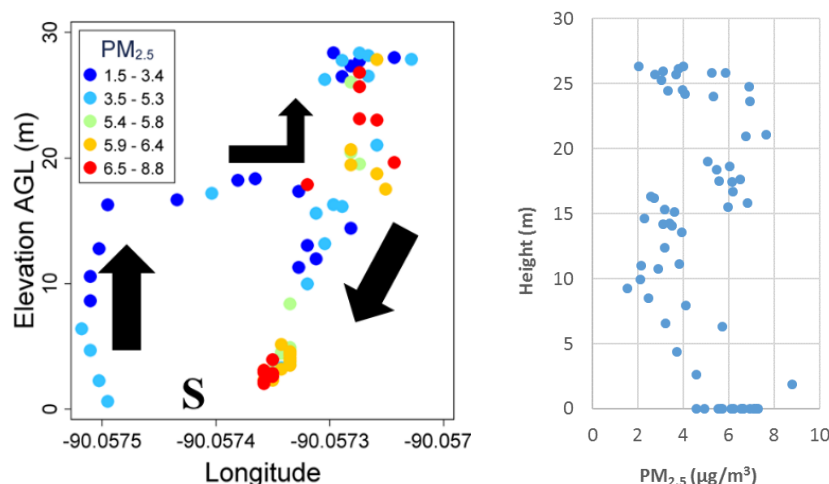 PM2.5
1.5 - 3.4
3.5 - 5.3
5.4 - 5.8
5.9 - 6.4
6.5 - 8.8
30
20
10
0
Elevation AGL (m)
S
-90.0575
-90.0574
-90.0573
-90.057
Longitude
30
25
20
15
10
5
0
Height (m)
0
2
4
6
8
10
PM2.5 (µg/m³)